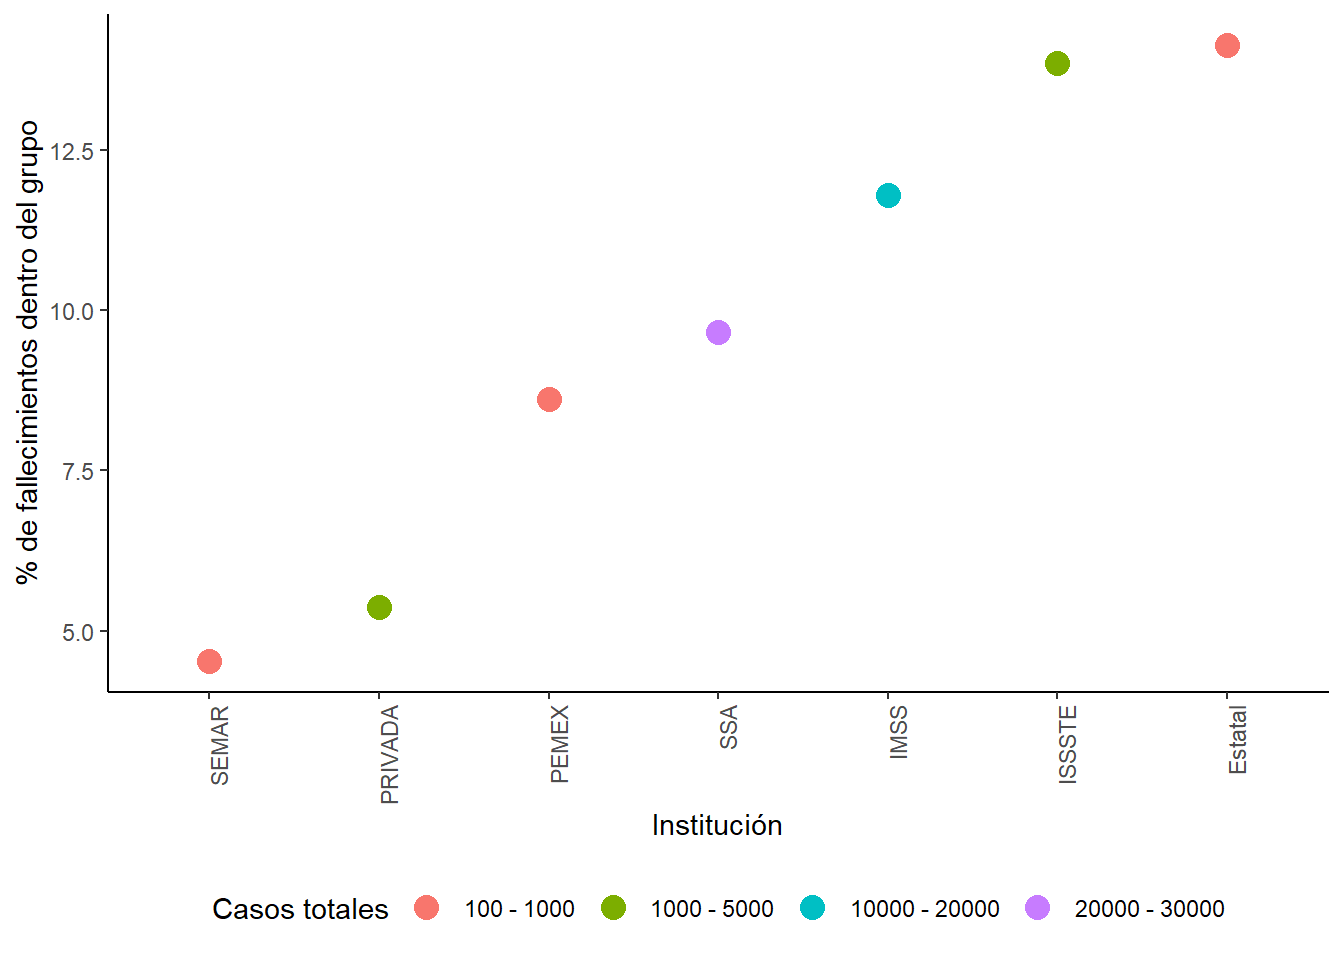 % de fallecimientos dentro del grupo
12.5
10.0
7.5
5.0
SEMAR
PRIVADA
PEMEX
SSA
IMSS
ISSSTE
Estatal
Institución
Casos totales 100 - 1000 1000 - 5000 10000 - 20000 20000 - 30000